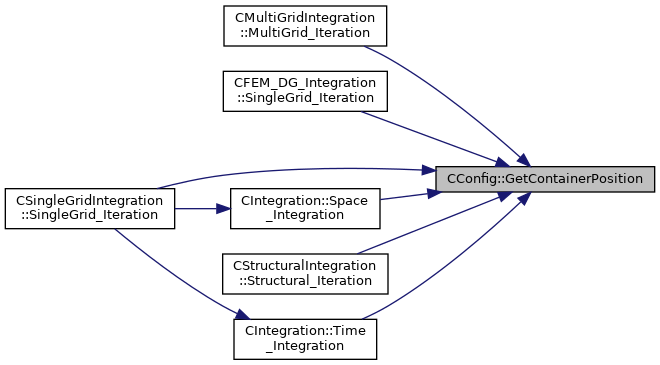 CMultiGridIntegration
::MultiGrid_Iteration
CFEM_DG_Integration
::SingleGrid_Iteration
CConfig::GetContainerPosition
CSingleGridIntegration
::SingleGrid_Iteration
CIntegration::Space
_Integration
CStructuralIntegration
::Structural_Iteration
CIntegration::Time
_Integration